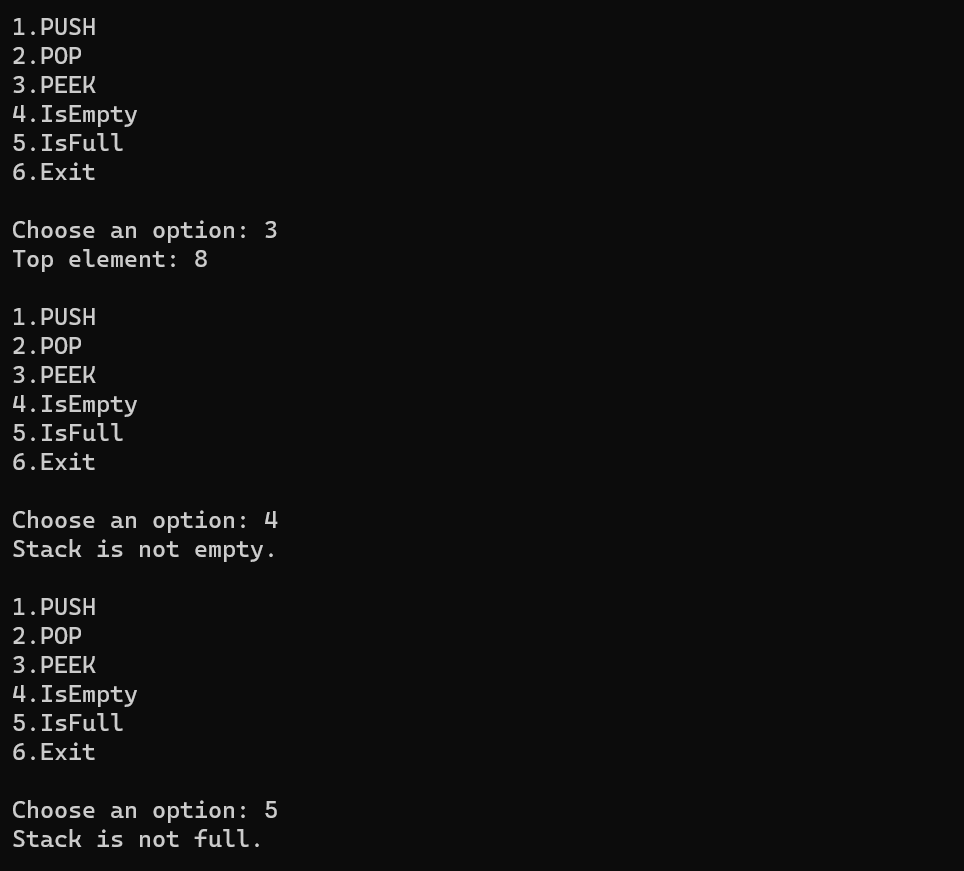 1.PUSH
2.POP
3.PEEK
4.IsEmpty
5.IsFull
6.Exit

Choose an option: 3
Top element: 8

1.PUSH
2.POP
3.PEEK
4.IsEmpty
5.IsFull
6.Exit

Choose an option: 4
Stack is not empty.

1.PUSH
2.POP
3.PEEK
4.IsEmpty
5.IsFull
6.Exit

Choose an option: 5
Stack is not full.